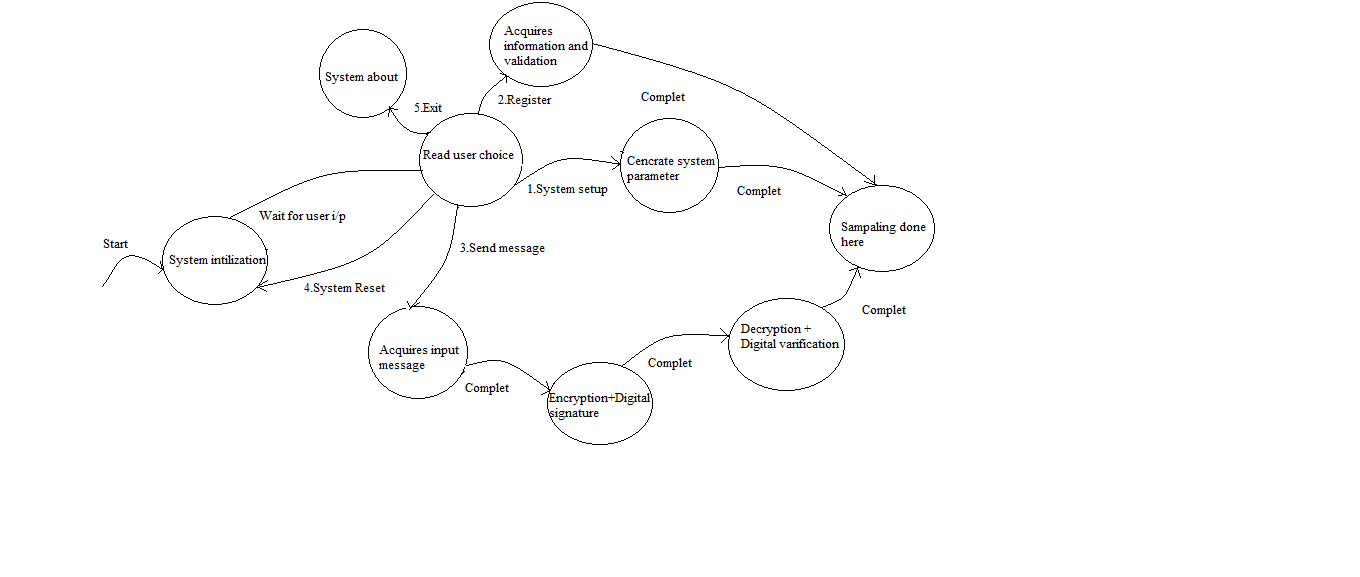 Acquires
information and
validation
System about
5.Exit
2.Register
Complet
Read user choice
Cencrate system
parameter
1.System setup
Complet
Wait for user i/p
Sampaling done
here
Start
System intilization
3.Send message
4.System Reset
Complet
Decryption +
Digital varification
Acquires input
message
Complet
Complet
Encryption+Digital
signature